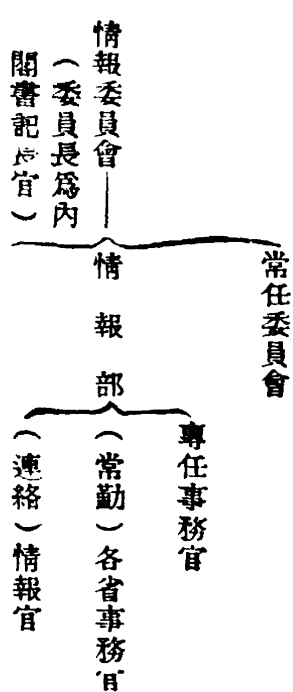 情報委員會
（委員長爲內
閣書記長官）
常任委員會
情報部
專任事務官
（常勤）各省事務官
（連絡）情報官